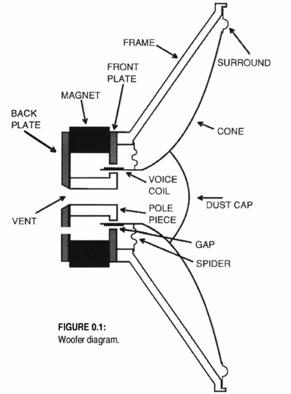 FRAME
SURROUND
FRONT
PLATE
MAGNET
BACK
PLATE
CONE
VOICE
COIL
DUST CAP
VENT
POLE
PIECE
GAP
SPIDER
FIGURE 0.1:
Woofer diagram.